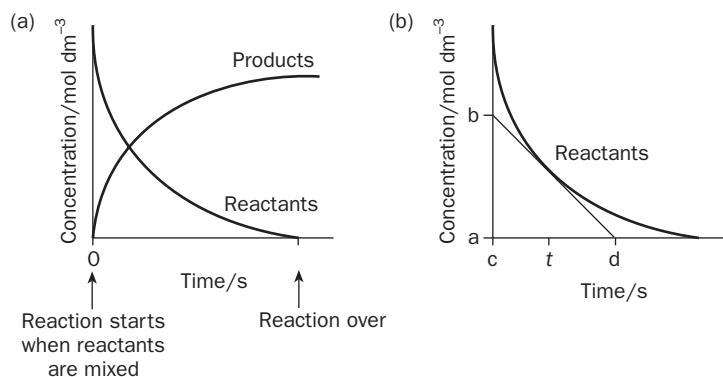 (a)
Concentration/mol dm⁻³
Products
Reactants
0
Time/s
Reaction starts
when reactants
are mixed
Reaction over
(b)
Concentration/mol dm⁻³
b
Reactants
a
c
t
d
Time/s